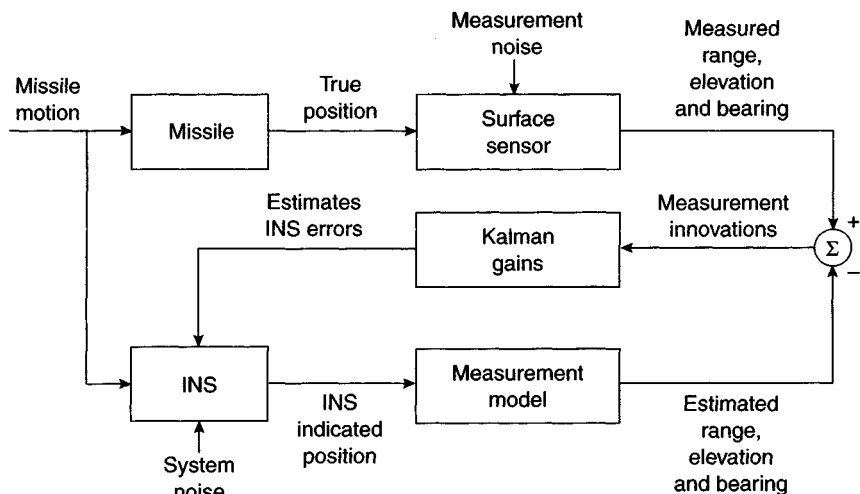 Measurement
noise
Measured
range,
elevation
and bearing
Missile
motion
True
position
Missile
Surface
sensor
Estimates
INS errors
Kalman
gains
Measurement
innovations
+
Σ
−
INS
INS
indicated
position
Measurement
model
Estimated
range,
elevation
and bearing
System
noise